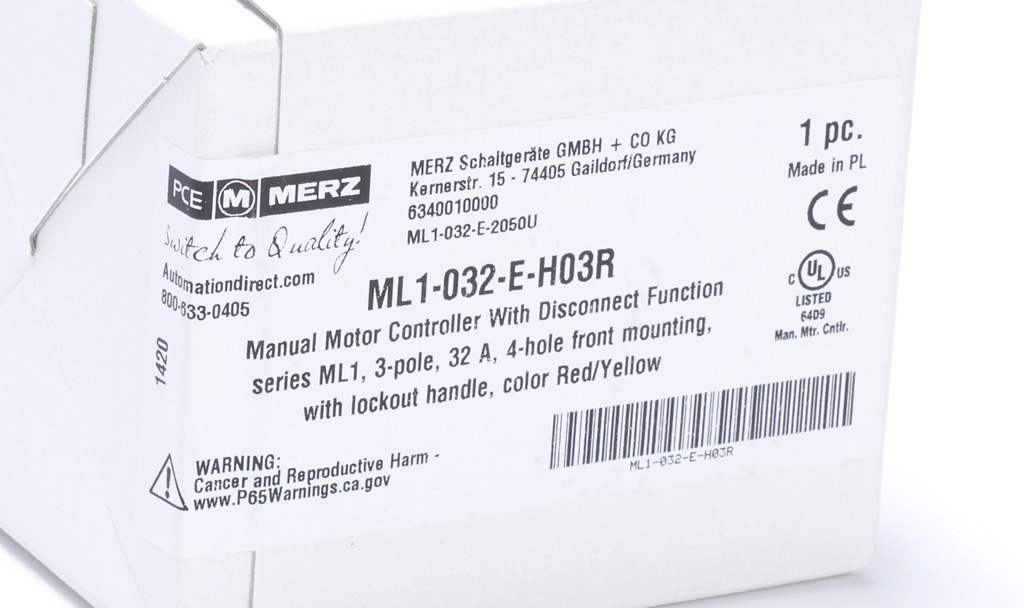 PCE M MERZ
Switch to Quality!
Automationdirect.com
800-633-0405
MERZ Schaltgeräte GMBH + CO KG
Kernerstr. 15 - 74405 Gaildorf/Germany
6340010000
ML1-032-E-2050U
1 pc.
Made in PL
CE
C UL US
LISTED
64D9
Man. Mtr. Cntlr.
ML1-032-E-H03R
Manual Motor Controller With Disconnect Function
series ML1, 3-pole, 32 A, 4-hole front mounting,
with lockout handle, color Red/Yellow
1420
WARNING:
Cancer and Reproductive Harm -
www.P65Warnings.ca.gov
ML1-032-E-H03R